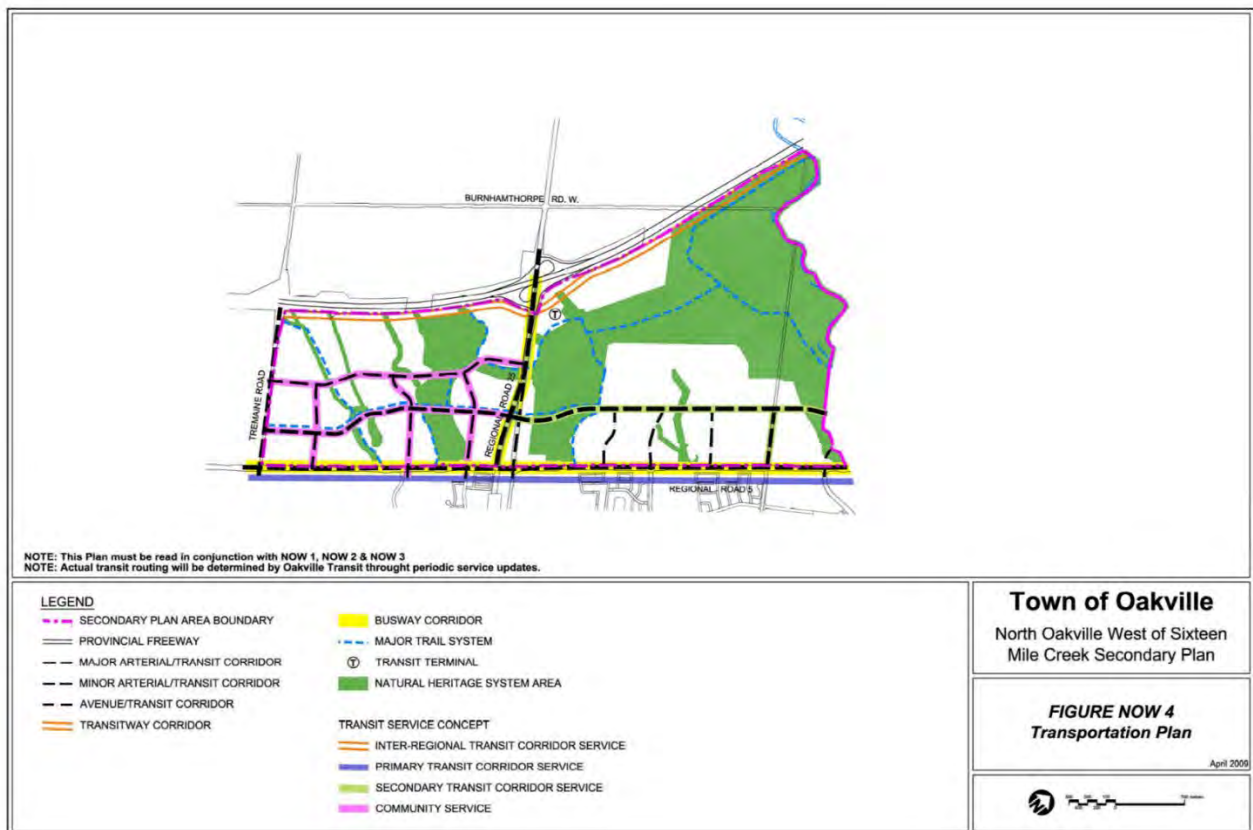 BURNHAMTHORPE RD. W.
TREMAINE ROAD
REGIONAL ROAD 25
T
REGIONAL ROAD 5
NOTE: This Plan must be read in conjunction with NOW 1, NOW 2 & NOW 3
NOTE: Actual transit routing will be determined by Oakville Transit throught periodic service updates.
LEGEND
SECONDARY PLAN AREA BOUNDARY
PROVINCIAL FREEWAY
MAJOR ARTERIAL/TRANSIT CORRIDOR
MINOR ARTERIAL/TRANSIT CORRIDOR
AVENUE/TRANSIT CORRIDOR
TRANSITWAY CORRIDOR
BUSWAY CORRIDOR
MAJOR TRAIL SYSTEM
T TRANSIT TERMINAL
NATURAL HERITAGE SYSTEM AREA
TRANSIT SERVICE CONCEPT
INTER-REGIONAL TRANSIT CORRIDOR SERVICE
PRIMARY TRANSIT CORRIDOR SERVICE
SECONDARY TRANSIT CORRIDOR SERVICE
COMMUNITY SERVICE
Town of Oakville
North Oakville West of Sixteen
Mile Creek Secondary Plan
FIGURE NOW 4
Transportation Plan
April 2009